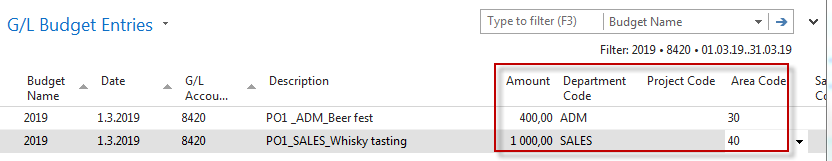 G/L Budget Entries
Type to filter (F3) Budget Name
Filter: 2019 • 8420 • 01.03.19..31.03.19
Budget Name Date G/L Accou... Description Amount Department Code Project Code Area Code Sa Co
2019 1.3.2019 8420 PO1 _ADM_Beer fest 400,00 ADM 30
2019 1.3.2019 8420 PO1_SALES_Whisky tasting 1 000,00 SALES 40